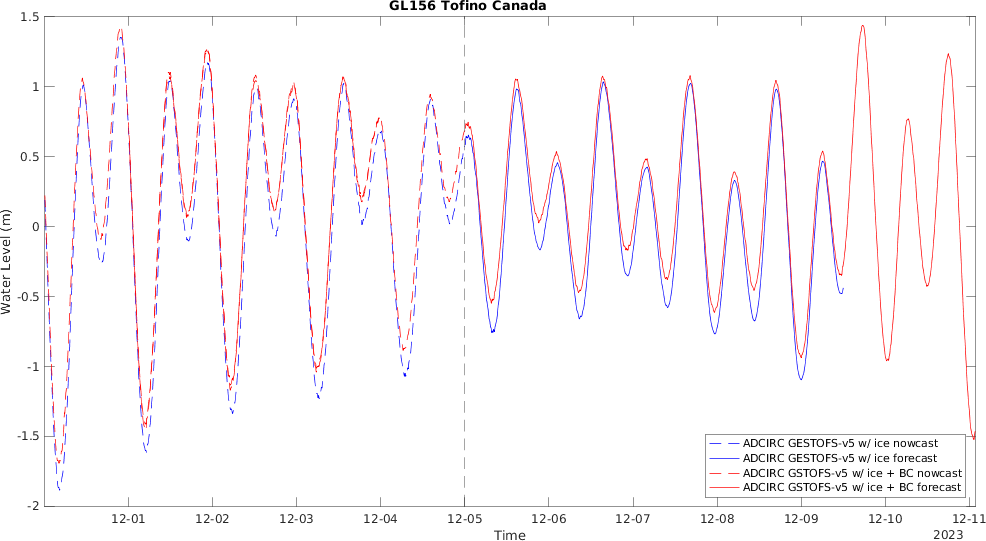 GL156 Tofino Canada
1.5
1
0.5
0
-0.5
-1
-1.5
-2
Water Level (m)
12-01 12-02 12-03 12-04 12-05 12-06 12-07 12-08 12-09 12-10 12-11
Time
2023
ADCIRC GESTOFS-v5 w/ ice nowcast
ADCIRC GESTOFS-v5 w/ ice forecast
ADCIRC GSTOFS-v5 w/ ice + BC nowcast
ADCIRC GSTOFS-v5 w/ ice + BC forecast